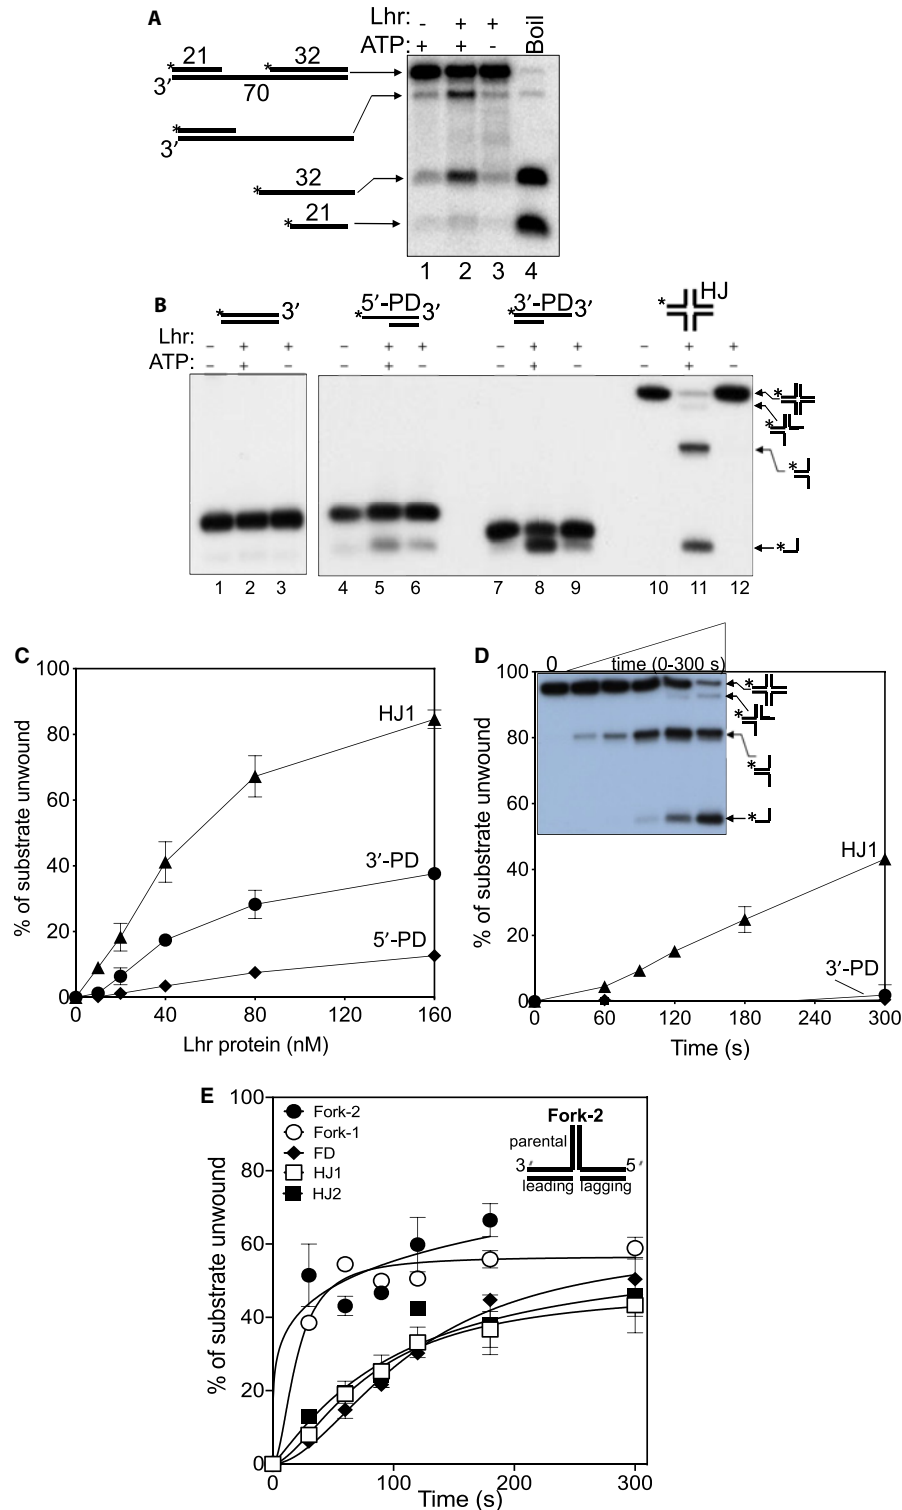 A
Lhr: - + +
ATP: + + - Boil
* 21 * 32
3′ 70
*
3′
* 32
* 21
1 2 3 4
B
* 3′ 5′-PD * 3′ 3′-PD * 3′ * HJ
Lhr: - + + - + + - + + - + +
ATP: - + - - + - - + - - + -
*
*
*
*
1 2 3 4 5 6 7 8 9 10 11 12
C
% of substrate unwound
100
80
60
40
20
0
HJ1
3′-PD
5′-PD
0 40 80 120 160
Lhr protein (nM)
D
% of substrate unwound
100
80
60
40
20
0
0 time (0-300 s)
*
*
*
*
HJ1
3′-PD
0 60 120 180 240 300
Time (s)
E
% of substrate unwound
100
80
60
40
20
0
Fork-2
Fork-1
FD
HJ1
HJ2
Fork-2
parental
3′ 5′
leading lagging
0 100 200 300
Time (s)